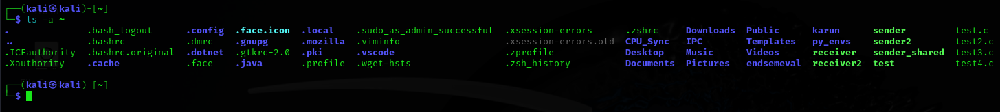 ┌──(kali㉿kali)-[~]
└─$ ls -a ~
.             .bash_logout      .config  .face.icon  .local    .sudo_as_admin_successful  .xsession-errors      .zshrc     Downloads  Public      karun      sender         test.c
..            .bashrc           .dmrc    .gnupg      .mozilla  .viminfo                   .xsession-errors.old  CPU_Sync   IPC        Templates   py_envs    sender2        test2.c
.ICEauthority .bashrc.original  .dotnet  .gtkrc-2.0  .pki      .vscode                    .zprofile             Desktop    Music      Videos      receiver   sender_shared  test3.c
.Xauthority   .cache            .face    .java       .profile  .wget-hsts                 .zsh_history          Documents  Pictures   endsemeval  receiver2  test           test4.c
┌──(kali㉿kali)-[~]
└─$